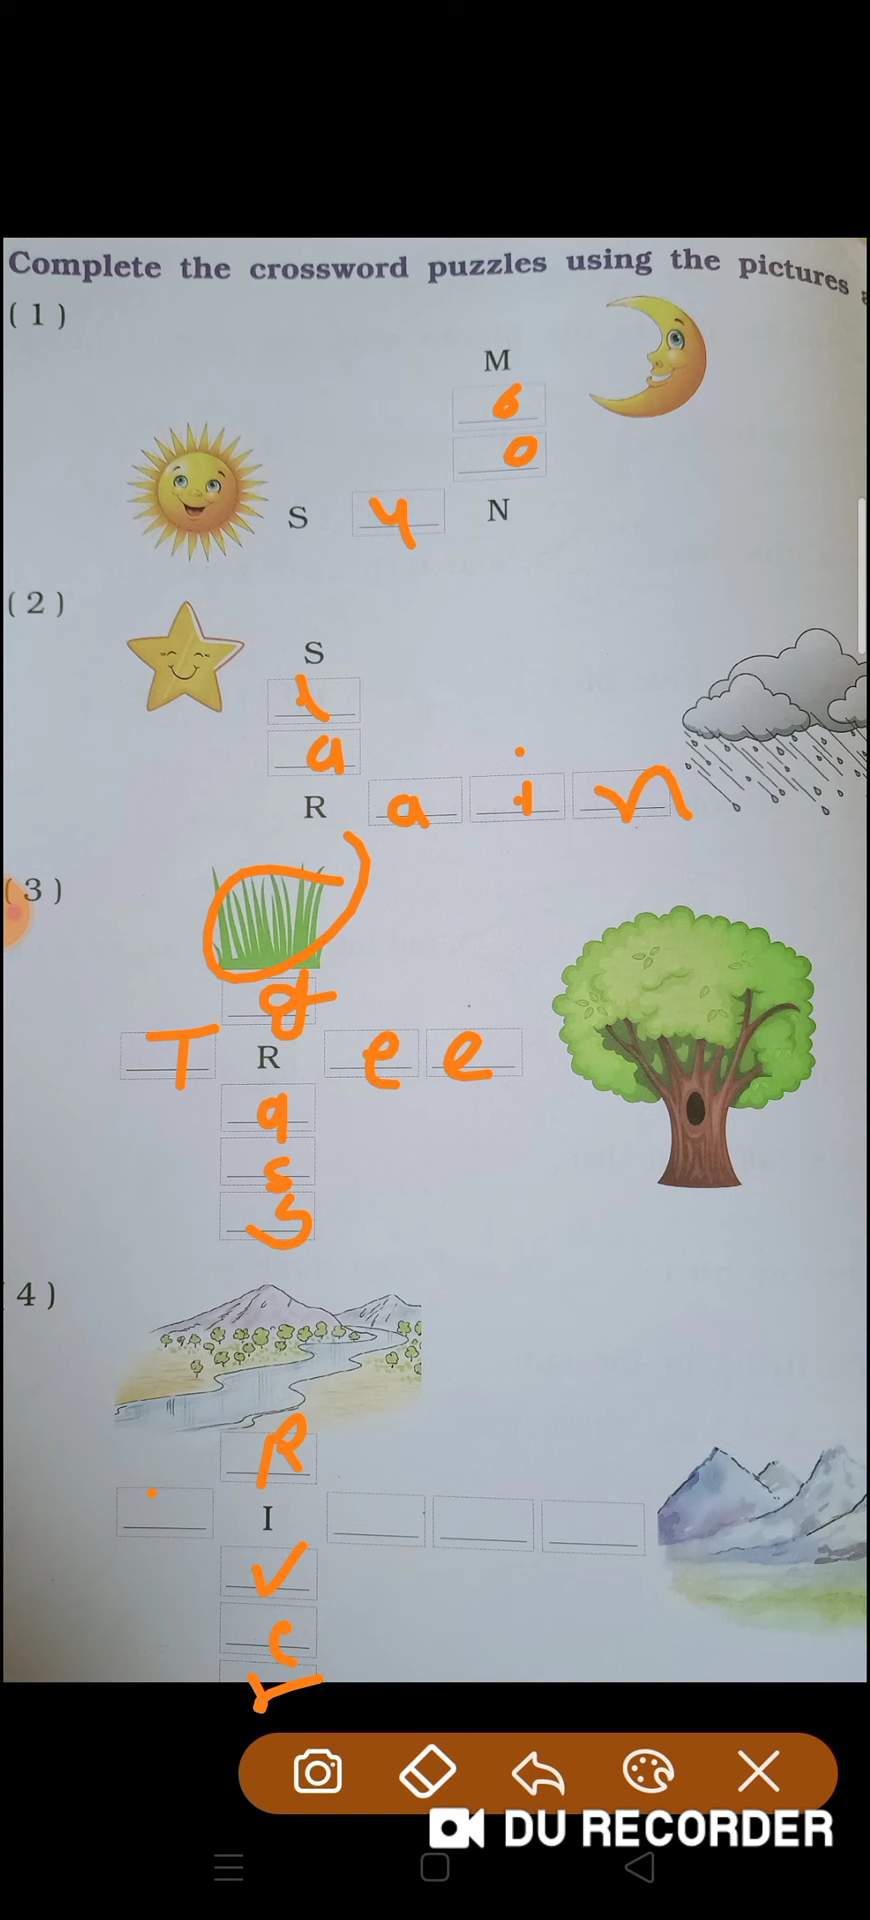 Complete the crossword puzzles using the pictures
(1)
M
o
o
S u N
(2)
S
t
a
R a i n
(3)
g
T R e e
a
s
s
4)
R
I
V
e
r
DU RECORDER